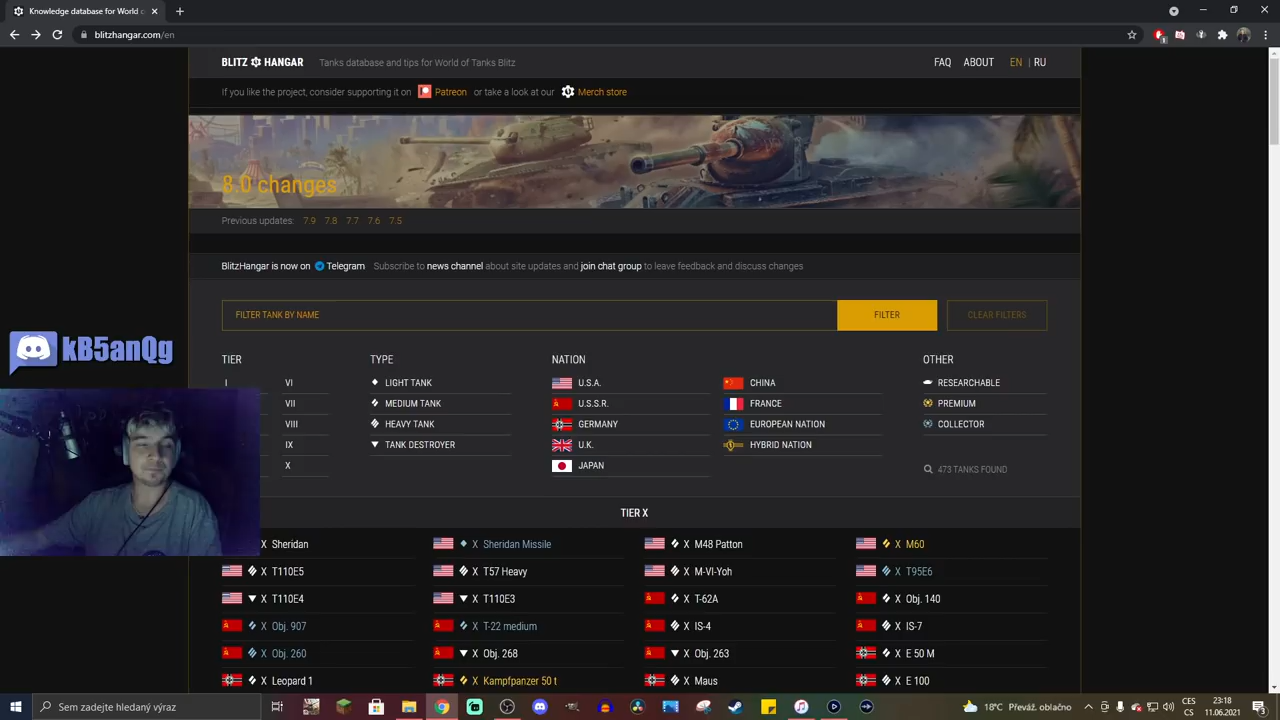 Knowledge database for World o
blitzhangar.com/en
1
BLITZ HANGAR
Tanks database and tips for World of Tanks Blitz
FAQ
ABOUT
EN | RU
If you like the project, consider supporting it on Patreon or take a look at our Merch store
8.0 changes
Previous updates: 7.9 7.8 7.7 7.6 7.5
BlitzHangar is now on Telegram Subscribe to news channel about site updates and join chat group to leave feedback and discuss changes
FILTER TANK BY NAME
FILTER
CLEAR FILTERS
kB5anQg
TIER
I
VI
VII
VIII
IX
X
TYPE
LIGHT TANK
MEDIUM TANK
HEAVY TANK
TANK DESTROYER
NATION
U.S.A.
U.S.S.R.
GERMANY
U.K.
JAPAN
CHINA
FRANCE
EUROPEAN NATION
HYBRID NATION
OTHER
RESEARCHABLE
PREMIUM
COLLECTOR
473 TANKS FOUND
TIER X
X Sheridan
X Sheridan Missile
X M48 Patton
X M60
X T110E5
X T57 Heavy
X M-VI-Yoh
X T95E6
X T110E4
X T110E3
X T-62A
X Obj. 140
X Obj. 907
X T-22 medium
X IS-4
X IS-7
X Obj. 260
X Obj. 268
X Obj. 263
X E 50 M
X Leopard 1
X Kampfpanzer 50 t
X Maus
X E 100
Sem zadejte hledaný výraz
18°C Převáž. oblačno
CES
CS
23:18
11.06.2021
3